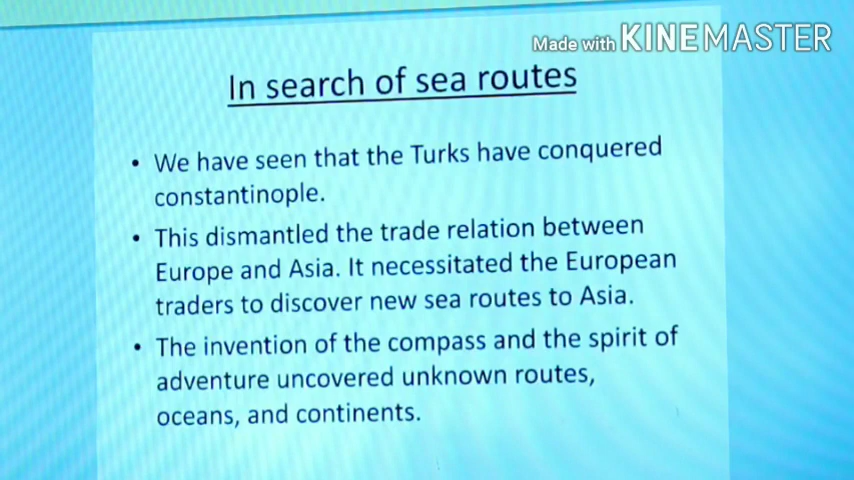 Made with KINEMASTER
In search of sea routes
• We have seen that the Turks have conquered
constantinople.
• This dismantled the trade relation between
Europe and Asia. It necessitated the European
traders to discover new sea routes to Asia.
• The invention of the compass and the spirit of
adventure uncovered unknown routes,
oceans, and continents.